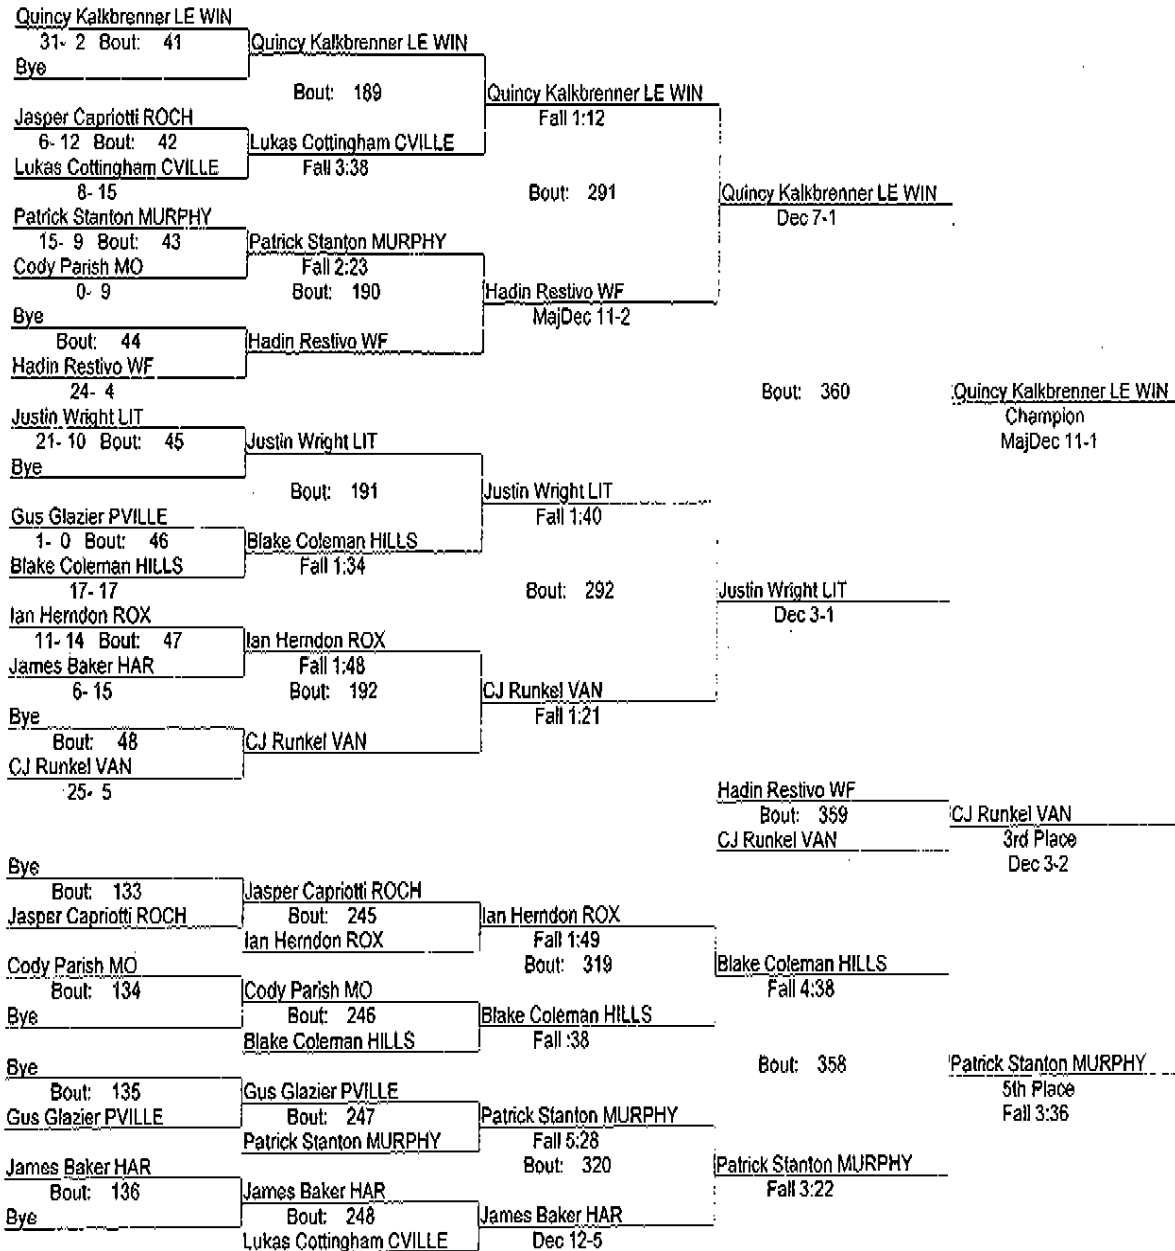 Quincy Kalkbrenner LE WIN
31- 2 Bout: 41
Bye
Quincy Kalkbrenner LE WIN
Bout: 189
Jasper Capriotti ROCH
6- 12 Bout: 42
Lukas Cottingham CVILLE
8- 15
Lukas Cottingham CVILLE
Fall 3:38
Quincy Kalkbrenner LE WIN
Fall 1:12
Bout: 291
Patrick Stanton MURPHY
15- 9 Bout: 43
Cody Parish MO
0- 9
Patrick Stanton MURPHY
Fall 2:23
Bout: 190
Bye
Bout: 44
Hadin Restivo WF
24- 4
Hadin Restivo WF
Hadin Restivo WF
MajDec 11-2
Quincy Kalkbrenner LE WIN
Dec 7-1
Bout: 360
Quincy Kalkbrenner LE WIN
Champion
MajDec 11-1
Justin Wright LIT
21- 10 Bout: 45
Bye
Justin Wright LIT
Bout: 191
Gus Glazier PVILLE
1- 0 Bout: 46
Blake Coleman HILLS
17- 17
Blake Coleman HILLS
Fall 1:34
Justin Wright LIT
Fall 1:40
Bout: 292
Ian Herndon ROX
11- 14 Bout: 47
James Baker HAR
6- 15
Ian Herndon ROX
Fall 1:48
Bout: 192
Bye
Bout: 48
CJ Runkel VAN
25- 5
CJ Runkel VAN
CJ Runkel VAN
Fall 1:21
Justin Wright LIT
Dec 3-1
Hadin Restivo WF
Bout: 359
CJ Runkel VAN
CJ Runkel VAN
3rd Place
Dec 3-2
Bye
Bout: 133
Jasper Capriotti ROCH
Jasper Capriotti ROCH
Bout: 245
Ian Herndon ROX
Ian Herndon ROX
Fall 1:49
Bout: 319
Cody Parish MO
Bout: 134
Bye
Cody Parish MO
Bout: 246
Blake Coleman HILLS
Blake Coleman HILLS
Fall :38
Blake Coleman HILLS
Fall 4:38
Bout: 358
Patrick Stanton MURPHY
5th Place
Fall 3:36
Bye
Bout: 135
Gus Glazier PVILLE
Gus Glazier PVILLE
Bout: 247
Patrick Stanton MURPHY
Patrick Stanton MURPHY
Fall 5:28
Bout: 320
James Baker HAR
Bout: 136
Bye
James Baker HAR
Bout: 248
Lukas Cottingham CVILLE
James Baker HAR
Dec 12-5
Patrick Stanton MURPHY
Fall 3:22